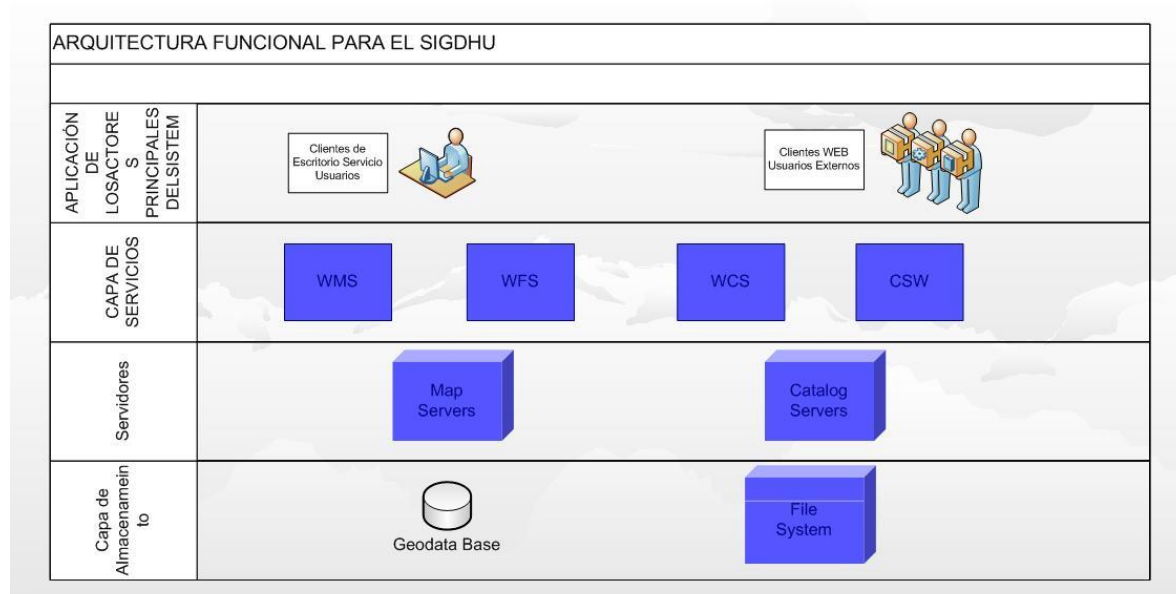 ARQUITECTURA FUNCIONAL PARA EL SIGDHU
APLICACIÓN
DE
LOSACTORE
S
PRINCIPALES
DELSISTEM
Clientes de
Escritorio Servicio
Usuarios
Clientes WEB
Usuarios Externos
CAPA DE
SERVICIOS
WMS
WFS
WCS
CSW
Servidores
Map
Servers
Catalog
Servers
Capa de
Almacenamein
to
Geodata Base
File
System